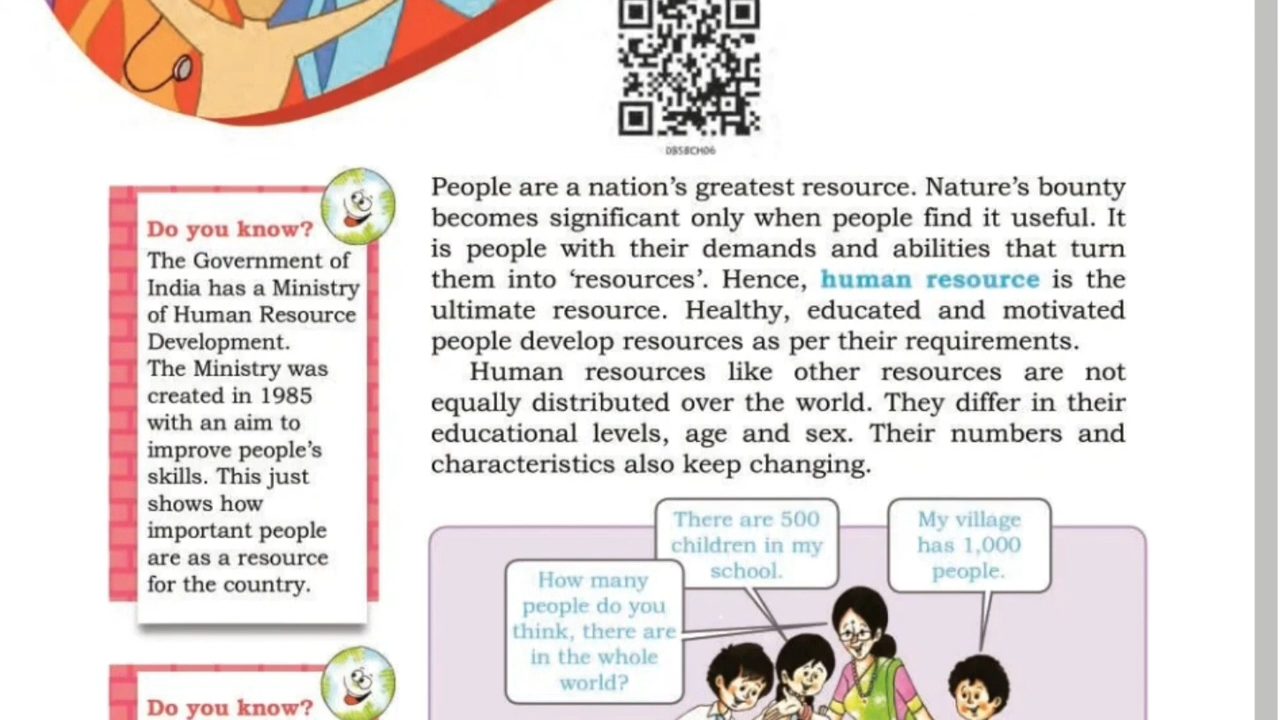 0858CH06
People are a nation's greatest resource. Nature's bounty
becomes significant only when people find it useful. It
is people with their demands and abilities that turn
them into 'resources'. Hence, human resource is the
ultimate resource. Healthy, educated and motivated
people develop resources as per their requirements.
Human resources like other resources are not
equally distributed over the world. They differ in their
educational levels, age and sex. Their numbers and
characteristics also keep changing.
Do you know?
The Government of
India has a Ministry
of Human Resource
Development.
The Ministry was
created in 1985
with an aim to
improve people's
skills. This just
shows how
important people
are as a resource
for the country.
Do you know?
How many
people do you
think, there are
in the whole
world?
There are 500
children in my
school.
My village
has 1,000
people.